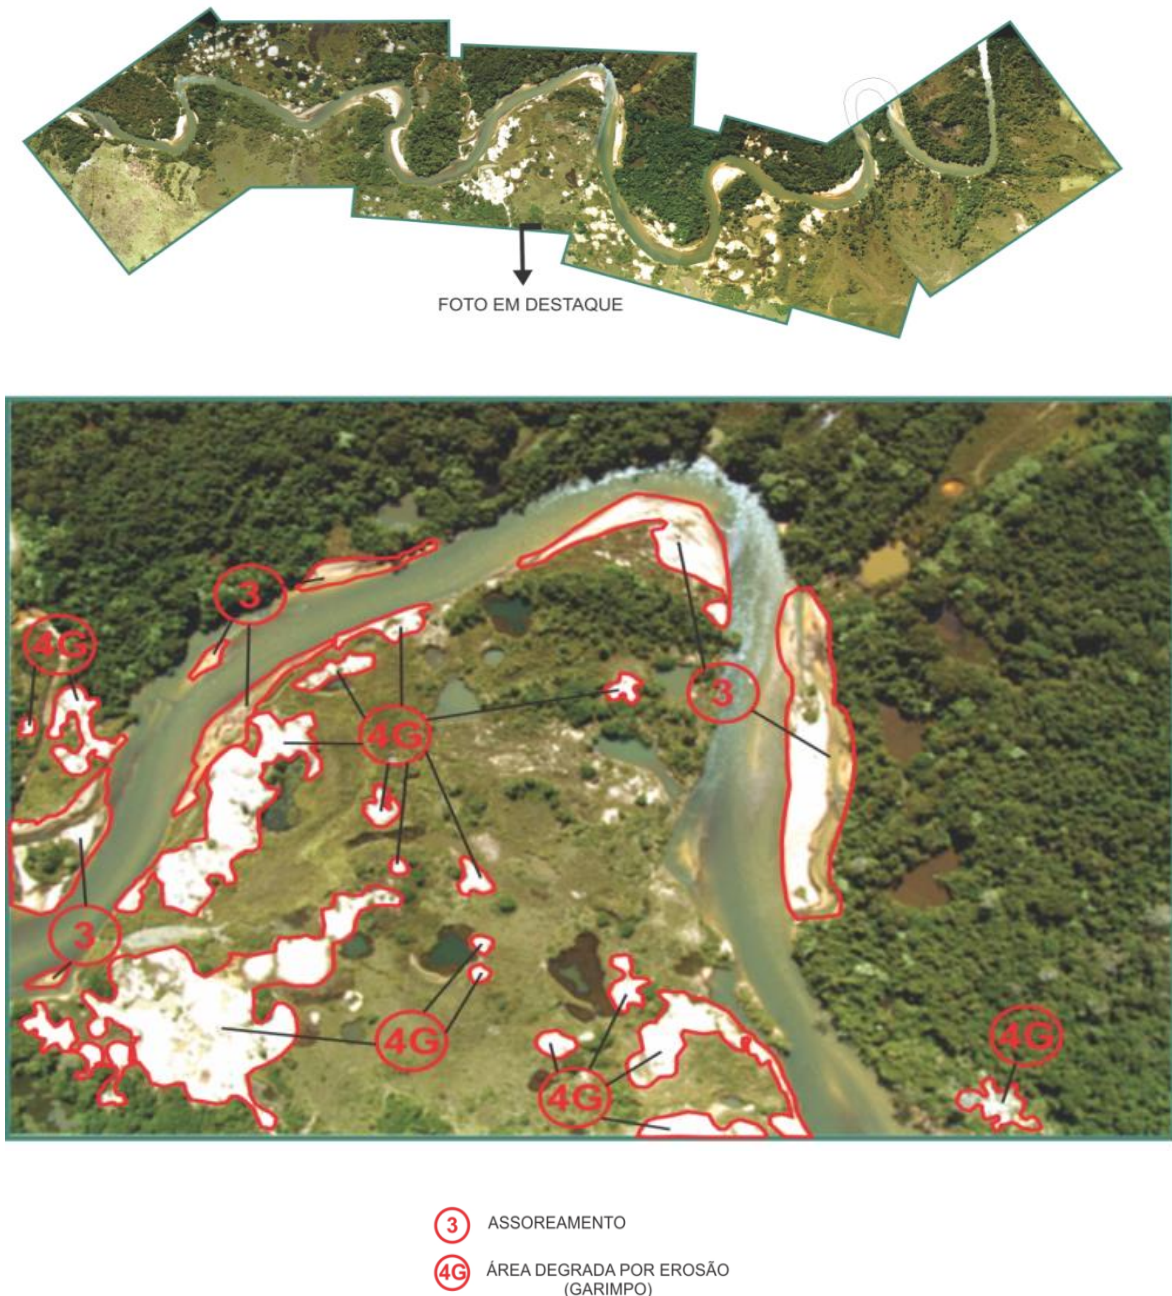 FOTO EM DESTAQUE
3
4G
3
4G
3
4G
4G
4G
3 ASSOREAMENTO
4G ÁREA DEGRADA POR EROSÃO
(GARIMPO)